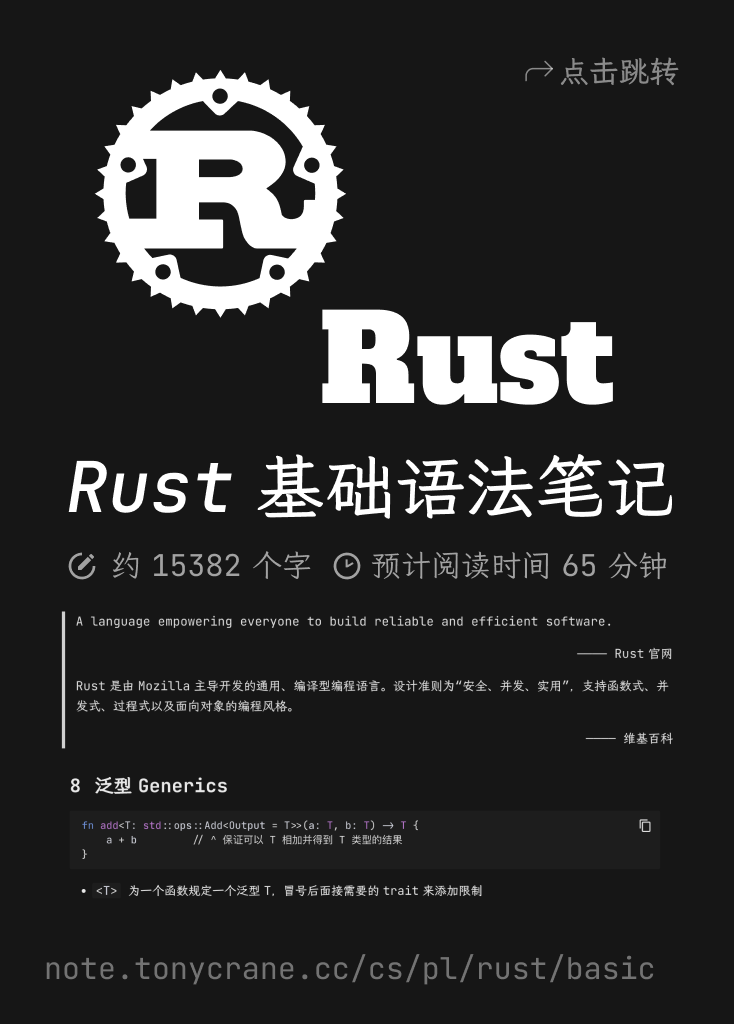 点击跳转
R
Rust
Rust 基础语法笔记
约 15382 个字 预计阅读时间 65 分钟
A language empowering everyone to build reliable and efficient software.
—— Rust 官网
Rust 是由 Mozilla 主导开发的通用、编译型编程语言。设计准则为“安全、并发、实用”，支持函数式、并
发式、过程式以及面向对象的编程风格。
—— 维基百科
8 泛型 Generics
fn add<T: std::ops::Add<Output = T>>(a: T, b: T) -> T {
    a + b         // ^ 保证可以 T 相加并得到 T 类型的结果
}
• <T> 为一个函数规定一个泛型 T，冒号后面接需要的 trait 来添加限制
note.tonycrane.cc/cs/pl/rust/basic